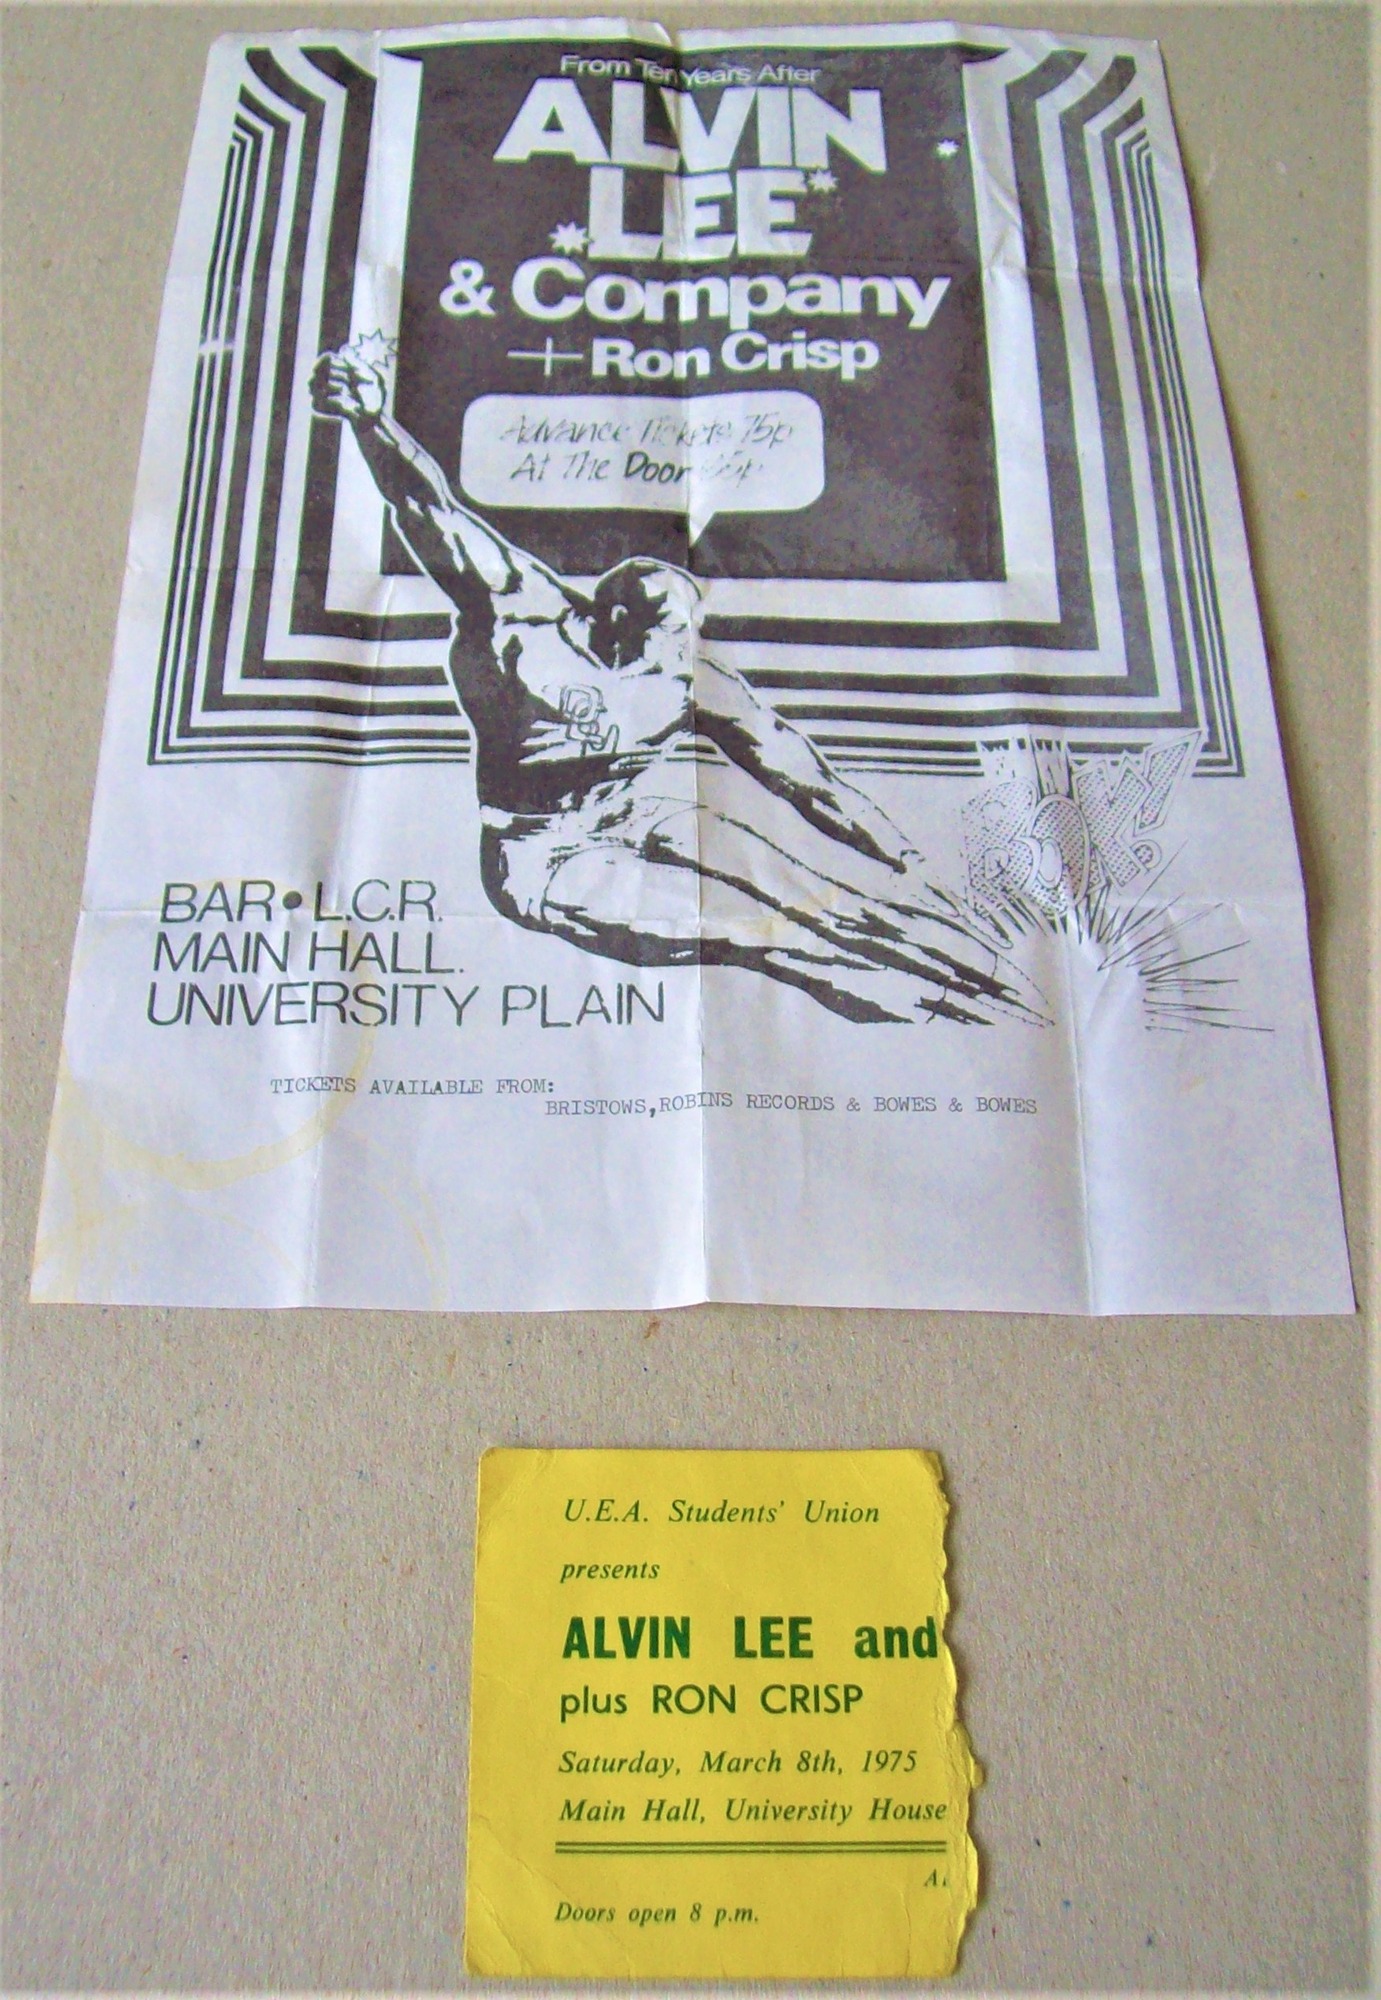 From Ten Years After
ALVIN
LEE
& Company
+ Ron Crisp
Advance Tickets 75p
At The Door
BOM!
BAR • L.C.R.
MAIN HALL.
UNIVERSITY PLAIN
TICKETS AVAILABLE FROM:
BRISTOWS, ROBINS RECORDS & BOWES & BOWES
U.E.A. Students' Union
presents
ALVIN LEE and
plus RON CRISP
Saturday, March 8th, 1975
Main Hall, University House
Doors open 8 p.m.